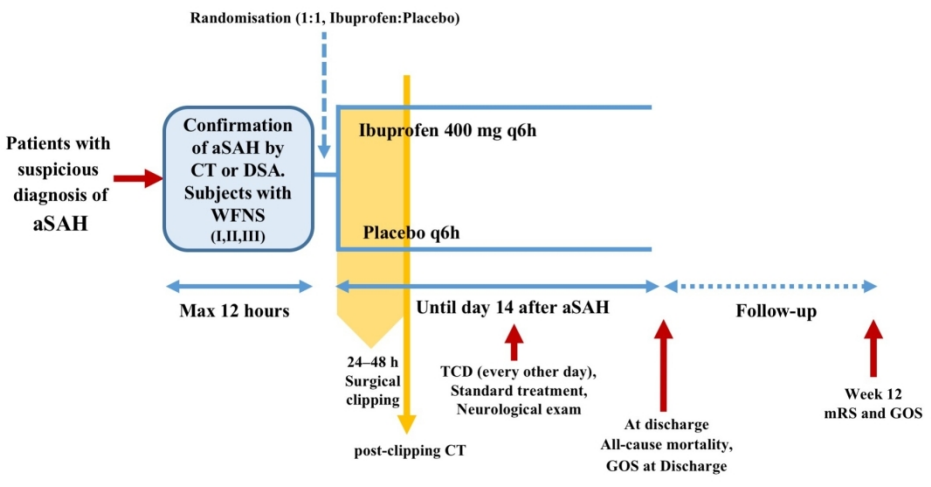 Randomisation (1:1, Ibuprofen:Placebo)
Patients with
suspicious
diagnosis of
aSAH
Confirmation
of aSAH by
CT or DSA.
Subjects with
WFNS
(I,II,III)
Ibuprofen 400 mg q6h
Placebo q6h
Max 12 hours
Until day 14 after aSAH
Follow-up
24–48 h
Surgical
clipping
post-clipping CT
TCD (every other day),
Standard treatment,
Neurological exam
At discharge
All-cause mortality,
GOS at Discharge
Week 12
mRS and GOS